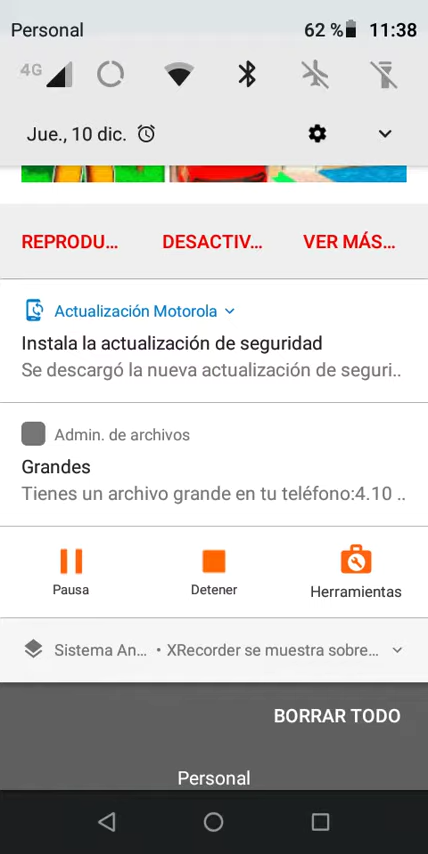 Personal
62 % 11:38
4G
Jue., 10 dic.
REPRODU...
DESACTIV...
VER MÁS...
Actualización Motorola
Instala la actualización de seguridad
Se descargó la nueva actualización de seguri..
Admin. de archivos
Grandes
Tienes un archivo grande en tu teléfono:4.10 ..
Pausa
Detener
Herramientas
Sistema An... • XRecorder se muestra sobre...
BORRAR TODO
Personal